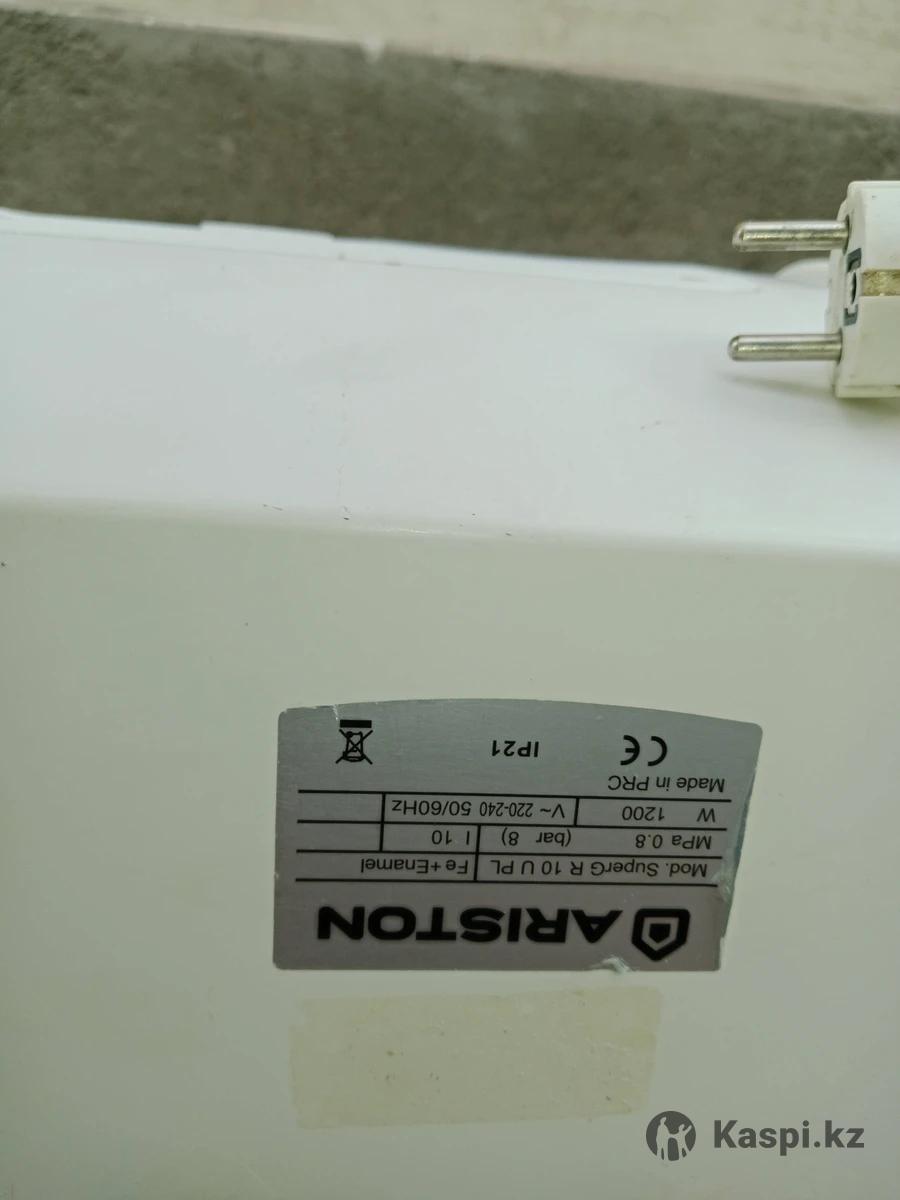 ARISTON
Mod. SuperG R 10 U PL Fe+Enamel
MPa 0.8 (bar 8) l 10
W 1200 V~ 220-240 50/60Hz
Made in PRC
CE IP21
Kaspi.kz